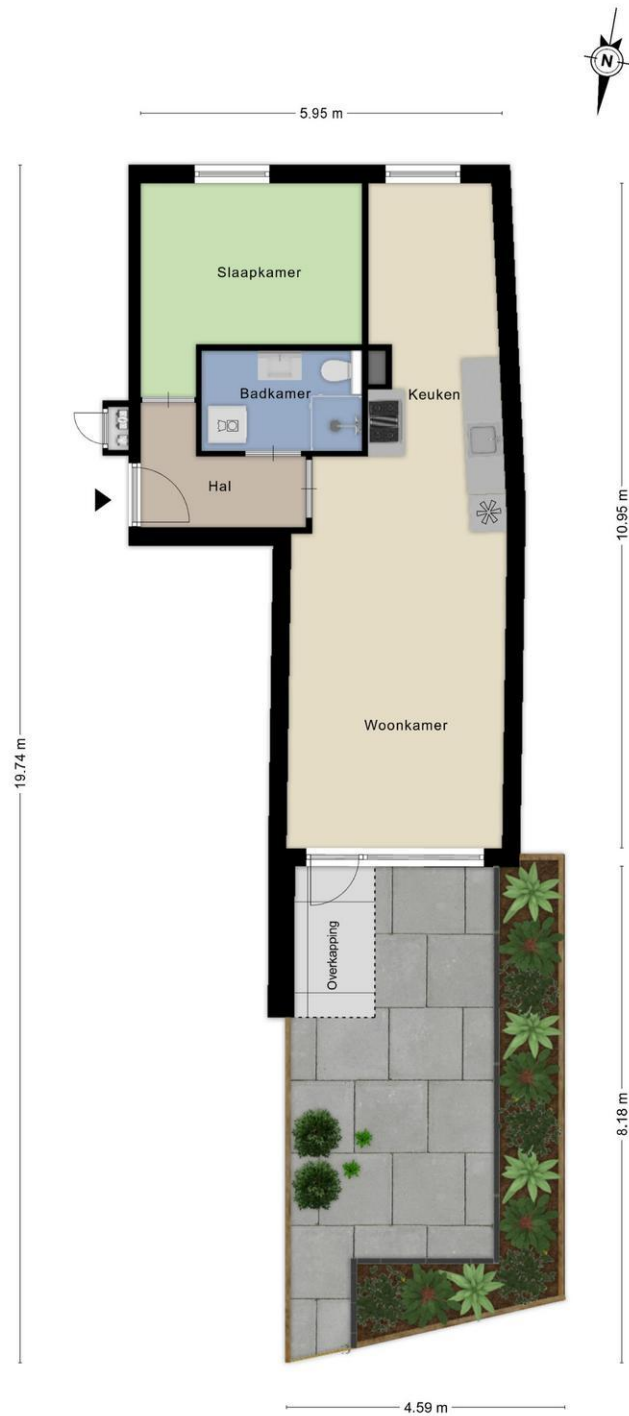 N
5.95 m
Slaapkamer
Badkamer
Keuken
Hal
10.95 m
Woonkamer
19.74 m
Overkapping
8.18 m
4.59 m